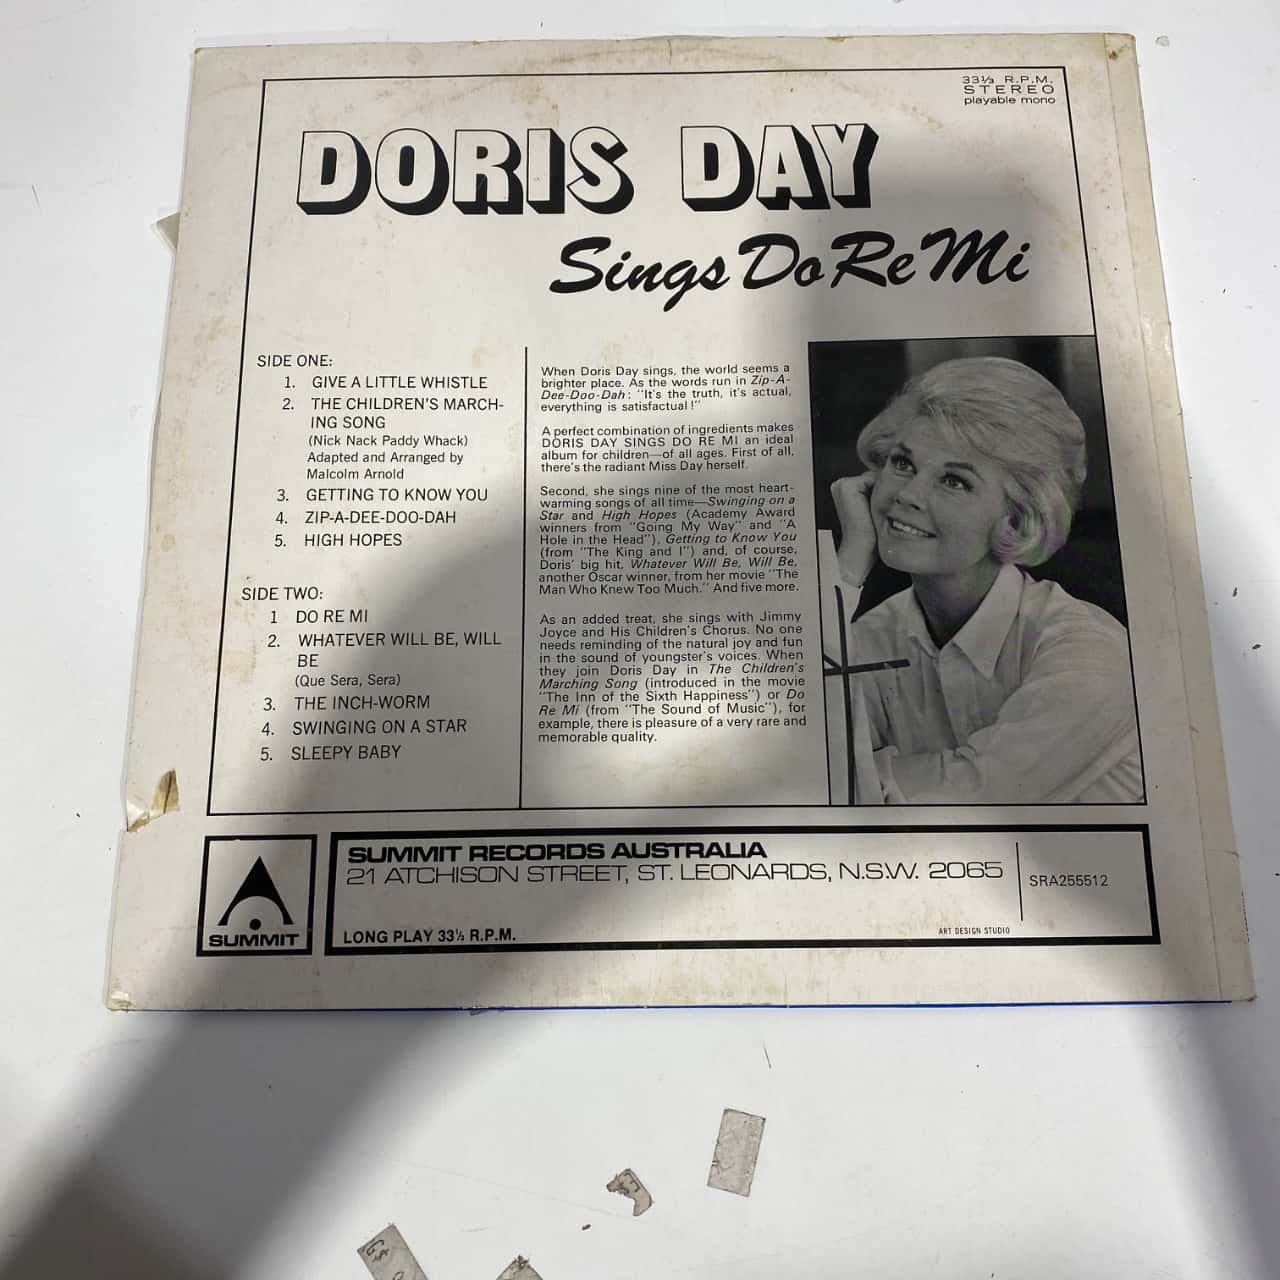 33⅓ R.P.M.
STEREO
playable mono
DORIS DAY
Sings Do Re Mi
SIDE ONE:
1. GIVE A LITTLE WHISTLE
2. THE CHILDREN'S MARCH-
ING SONG
(Nick Nack Paddy Whack)
Adapted and Arranged by
Malcolm Arnold
3. GETTING TO KNOW YOU
4. ZIP-A-DEE-DOO-DAH
5. HIGH HOPES
SIDE TWO:
1 DO RE MI
2. WHATEVER WILL BE, WILL
BE
(Que Sera, Sera)
3. THE INCH-WORM
4. SWINGING ON A STAR
5. SLEEPY BABY
When Doris Day sings, the world seems a
brighter place. As the words run in Zip-A-
Dee-Doo-Dah: "It's the truth, it's actual,
everything is satisfactual!"
A perfect combination of ingredients makes
DORIS DAY SINGS DO RE MI an ideal
album for children—of all ages. First of all,
there's the radiant Miss Day herself.
Second, she sings nine of the most heart-
warming songs of all time—Swinging on a
Star and High Hopes (Academy Award
winners from "Going My Way" and "A
Hole in the Head"), Getting to Know You
(from "The King and I") and, of course,
Doris' big hit, Whatever Will Be, Will Be,
another Oscar winner, from her movie "The
Man Who Knew Too Much." And five more.
As an added treat, she sings with Jimmy
Joyce and His Children's Chorus. No one
needs reminding of the natural joy and fun
in the sound of youngster's voices. When
they join Doris Day in The Children's
Marching Song (introduced in the movie
"The Inn of the Sixth Happiness") or Do
Re Mi (from "The Sound of Music"), for
example, there is pleasure of a very rare and
memorable quality.
SUMMIT
SUMMIT RECORDS AUSTRALIA
21 ATCHISON STREET, ST. LEONARDS, N.S.W. 2065
SRA255512
LONG PLAY 33⅓ R.P.M.
ART DESIGN STUDIO